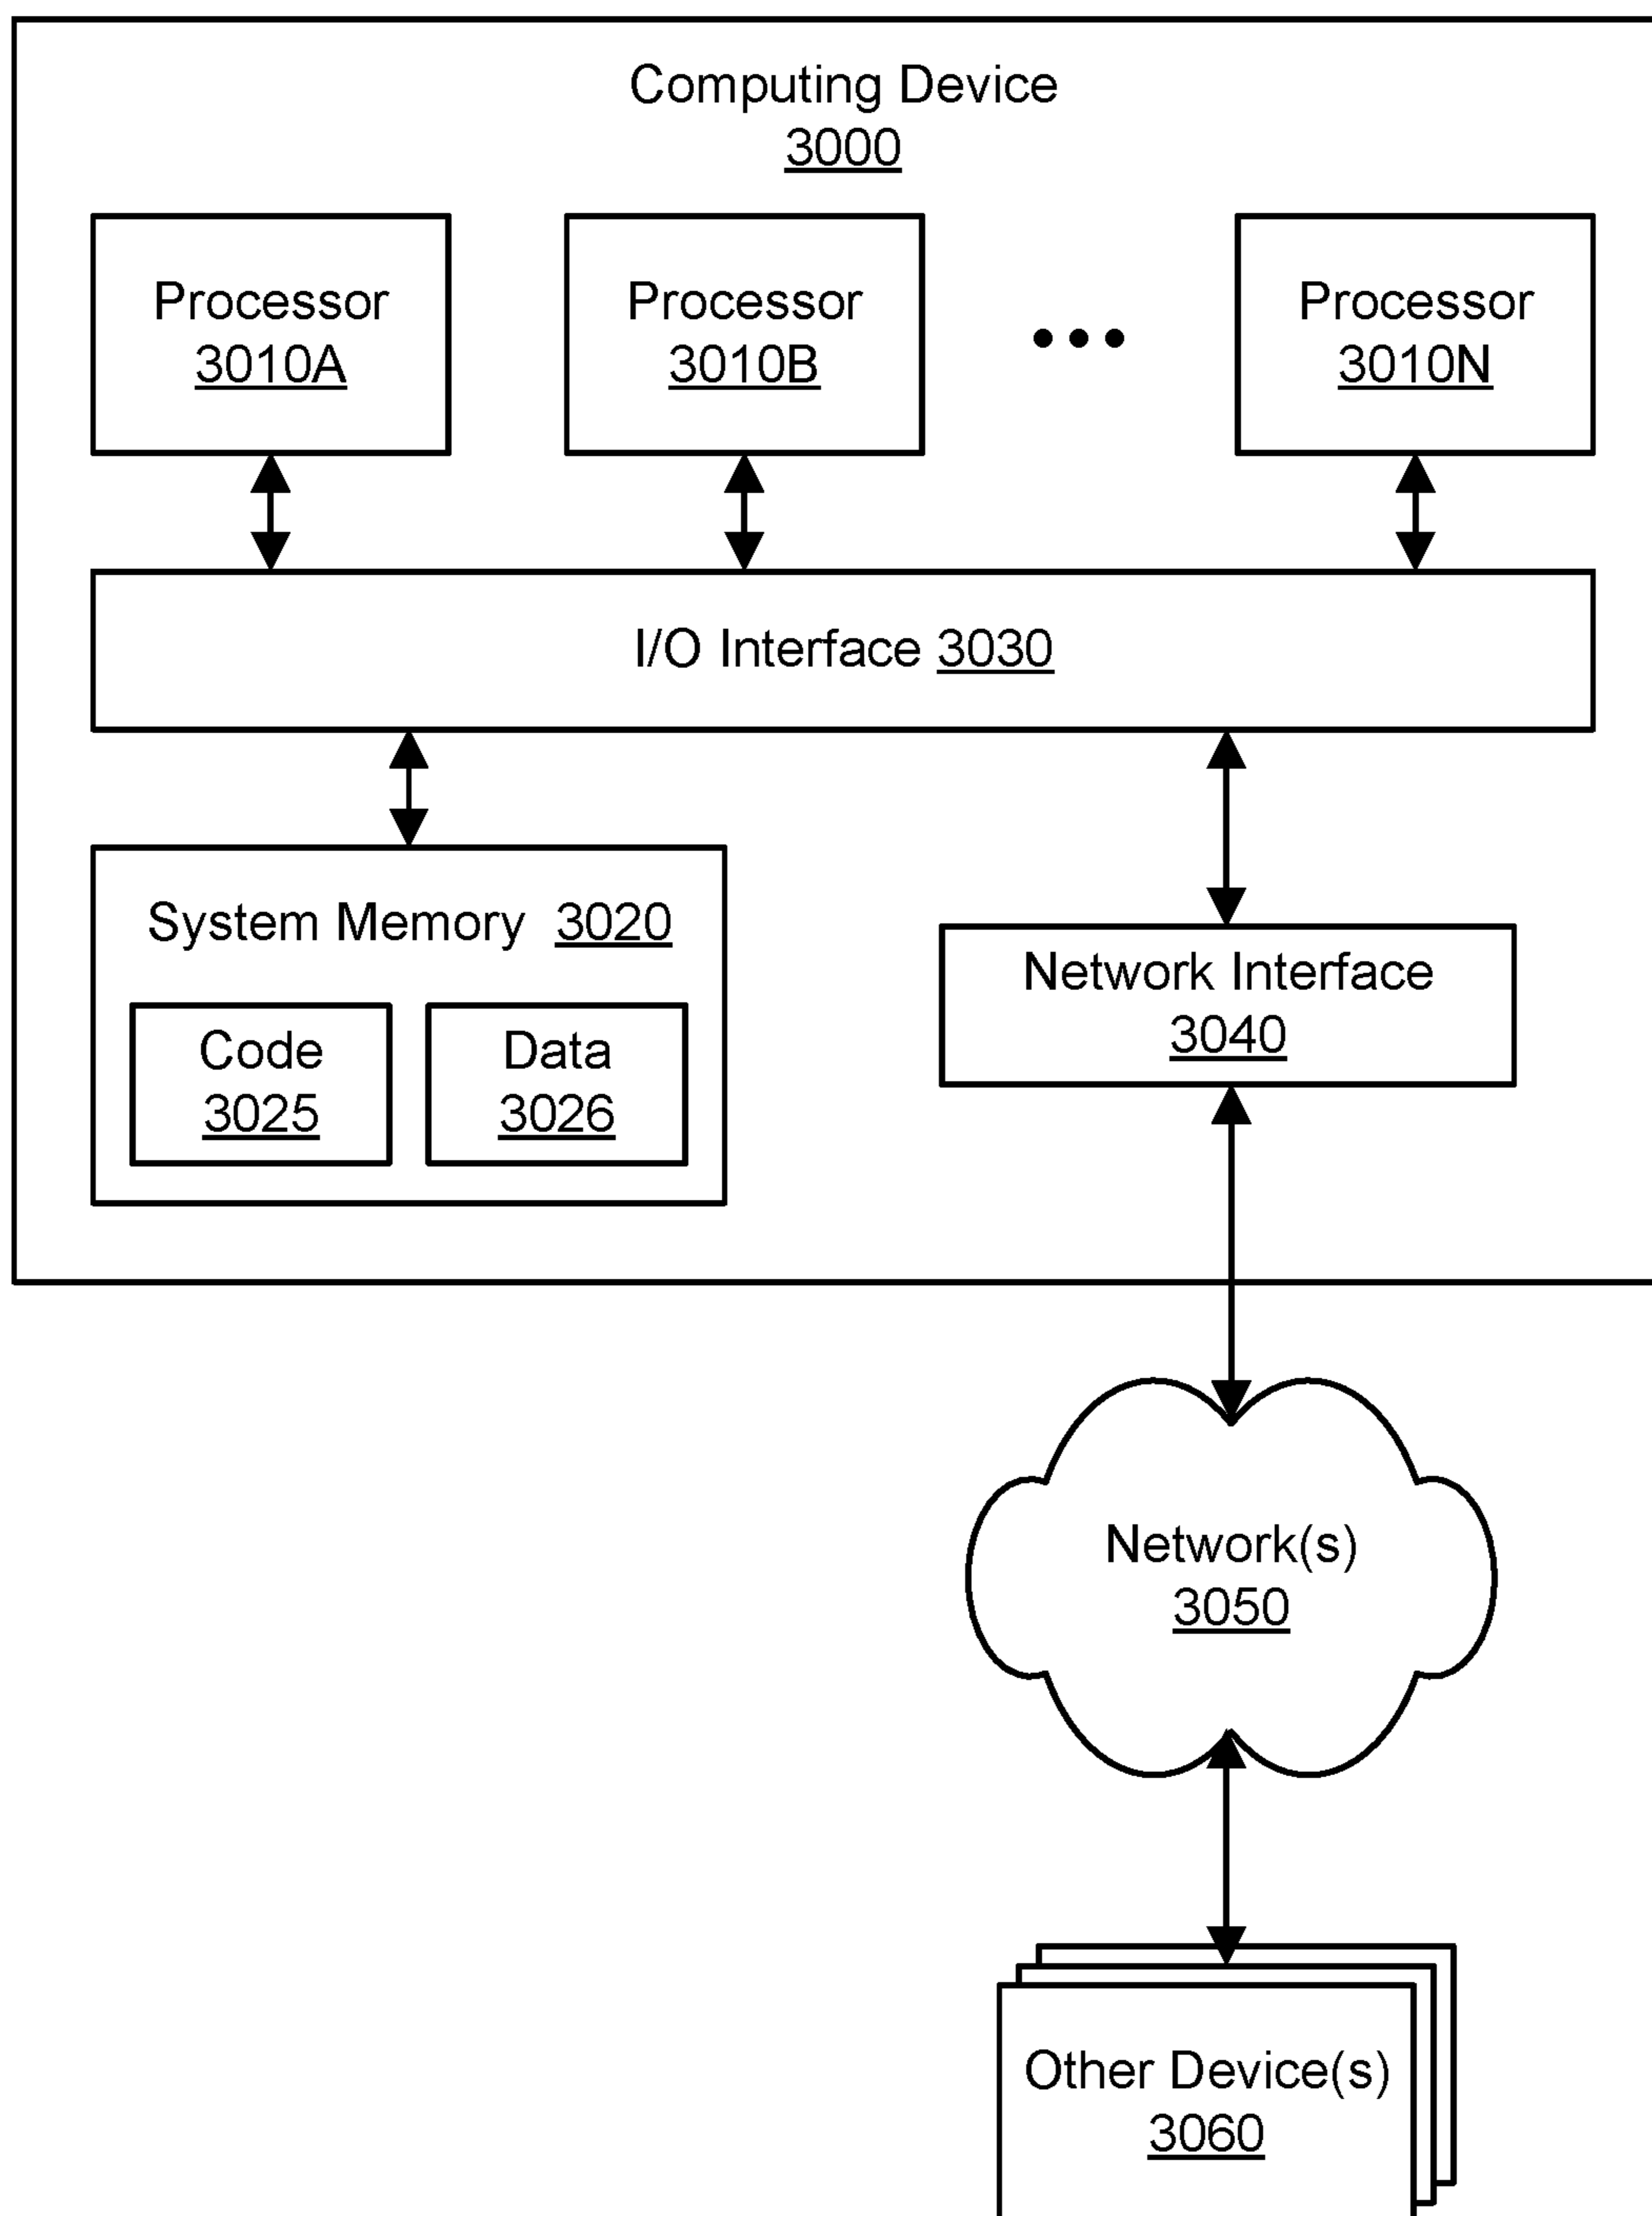 Computing Device
3000
Processor
3010A
Processor
3010B
Processor
3010N
I/O Interface 3030
System Memory 3020
Code
3025
Data
3026
Network Interface
3040
Network(s)
3050
Other Device(s)
3060